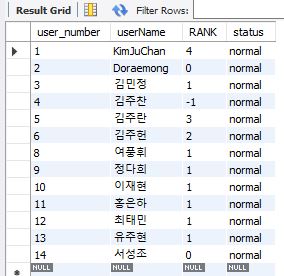 Result Grid Filter Rows:
user_number userName RANK status
1 KimJuChan 4 normal
2 Doraemong 0 normal
3 김민정 1 normal
4 김주찬 -1 normal
5 김주란 3 normal
6 김주헌 2 normal
8 여풍휘 1 normal
9 정다희 1 normal
10 이재현 1 normal
11 홍은하 1 normal
12 최태민 1 normal
13 유주현 1 normal
14 서성조 0 normal
NULL NULL NULL NULL